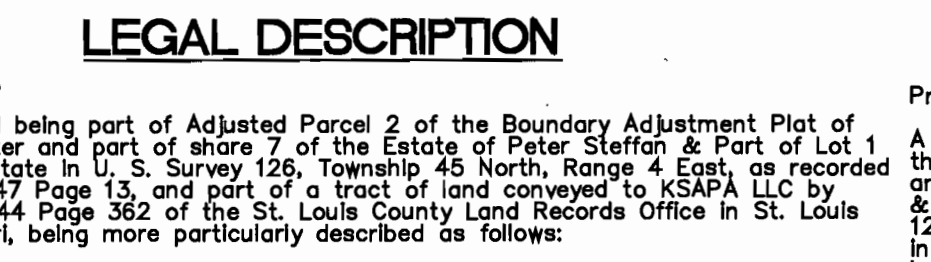 LEGAL DESCRIPTION
being part of Adjusted Parcel 2 of the Boundary Adjustment Plat of
er and part of share 7 of the Estate of Peter Steffan & Part of Lot 1
tate in U. S. Survey 126, Township 45 North, Range 4 East, as recorded
47 Page 13, and part of a tract of land conveyed to KSAPA LLC by
44 Page 362 of the St. Louis County Land Records Office in St. Louis
i, being more particularly described as follows:
Pr
A
th
an
&
12
in